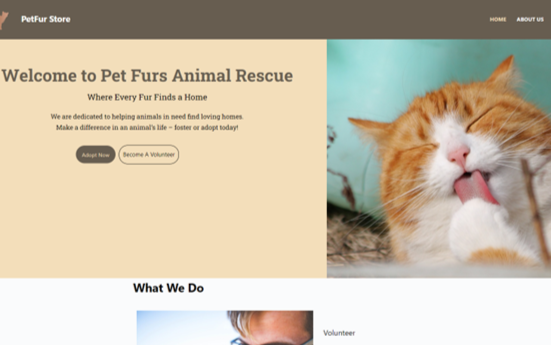 PetFur Store
HOME ABOUT US
Welcome to Pet Furs Animal Rescue
Where Every Fur Finds a Home
We are dedicated to helping animals in need find loving homes.
Make a difference in an animal's life – foster or adopt today!
Adopt Now Become A Volunteer
What We Do
Volunteer